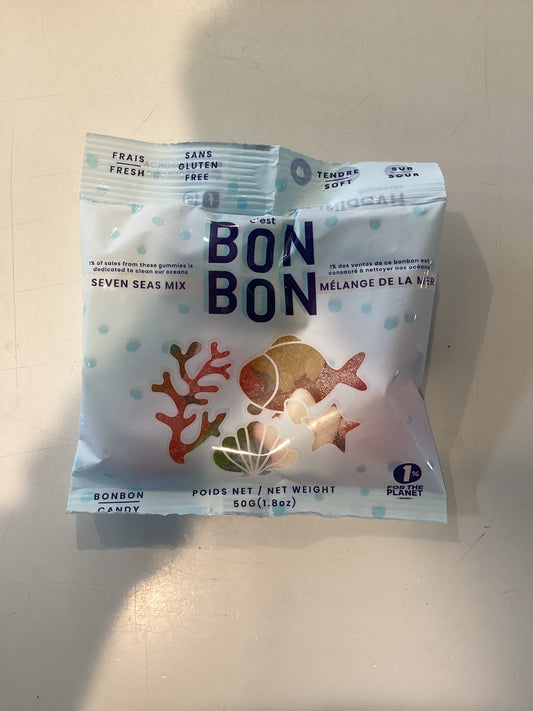 FRAIS
FRESH
SANS
GLUTEN
FREE
TENDRE
SOFT
SUR
SOUR
c'est
BON
BON
1% of sales from these gummies is
dedicated to clean our oceans
SEVEN SEAS MIX
1% des ventes de ce bonbon est
consacré à nettoyer nos océans
MÉLANGE DE LA MER
1%
FOR THE
PLANET
BONBON
CANDY
POIDS NET / NET WEIGHT
50G(1.8oz)